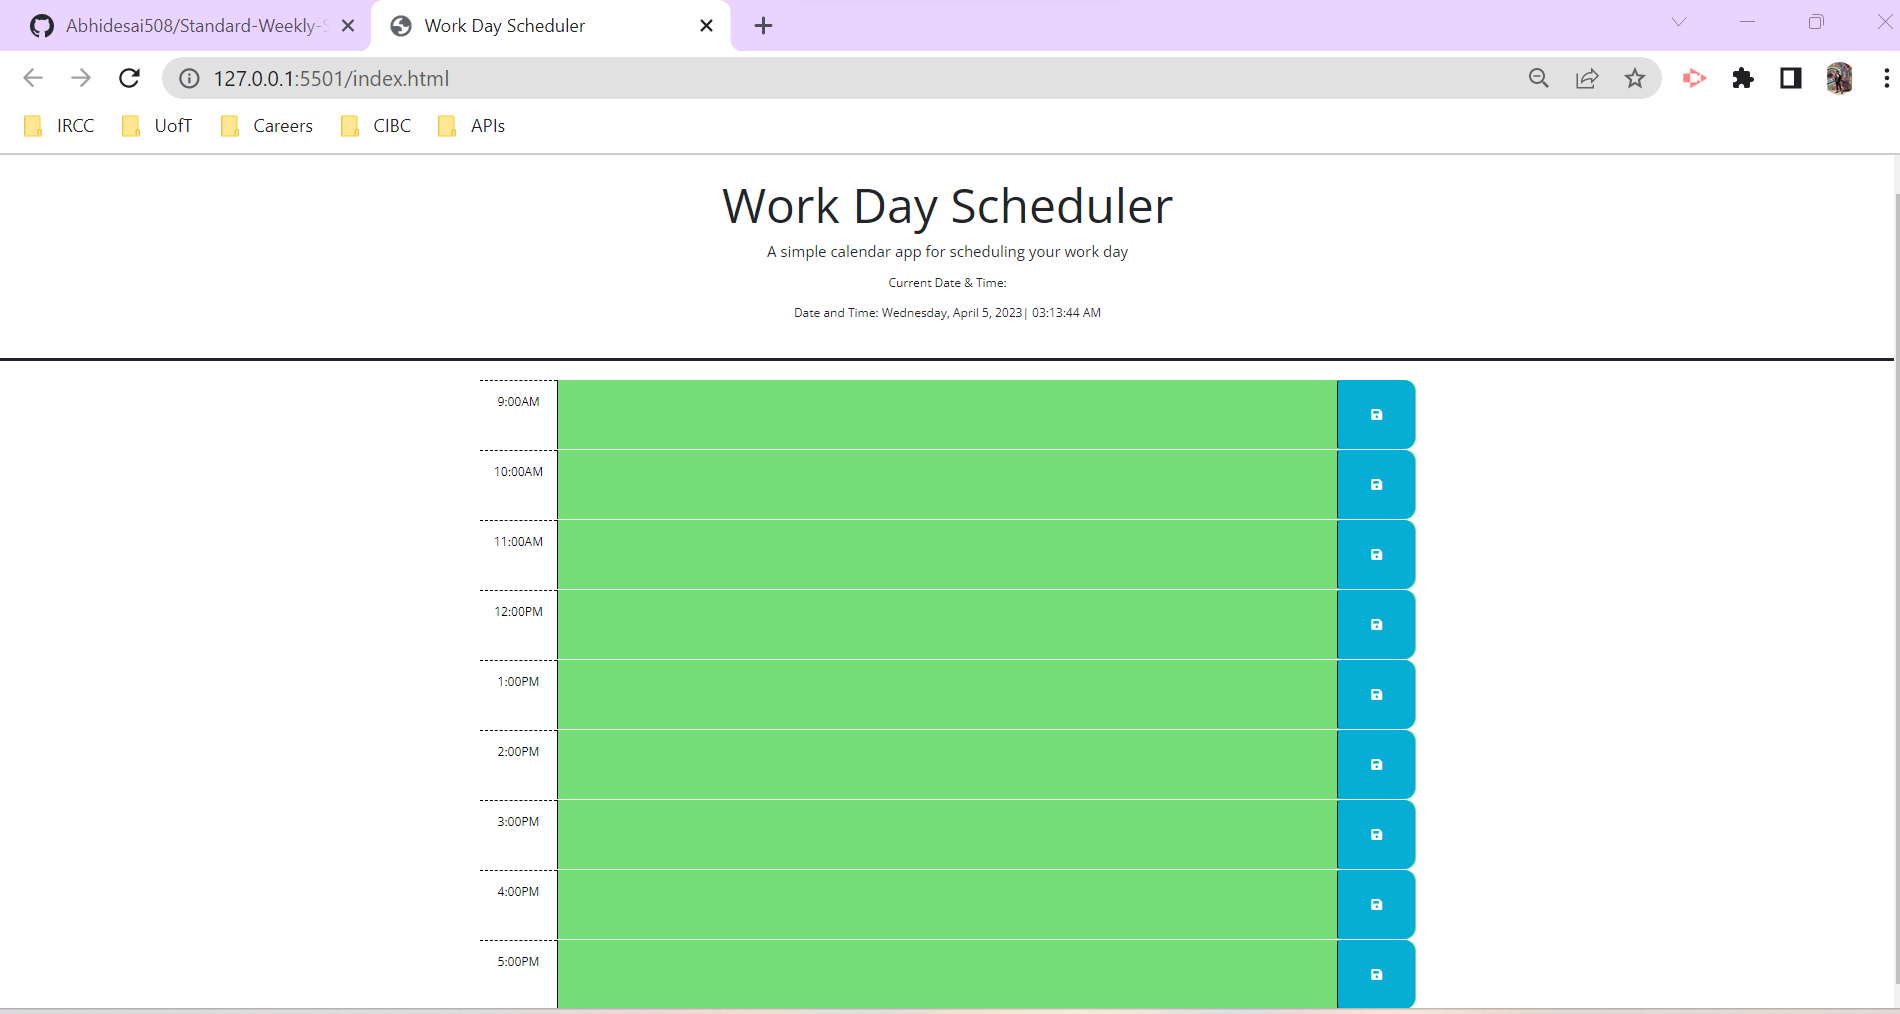 Abhidesai508/Standard-Weekly-
Work Day Scheduler
127.0.0.1:5501/index.html
IRCC UofT Careers CIBC APIs
Work Day Scheduler
A simple calendar app for scheduling your work day
Current Date & Time:
Date and Time: Wednesday, April 5, 2023| 03:13:44 AM
9:00AM
10:00AM
11:00AM
12:00PM
1:00PM
2:00PM
3:00PM
4:00PM
5:00PM